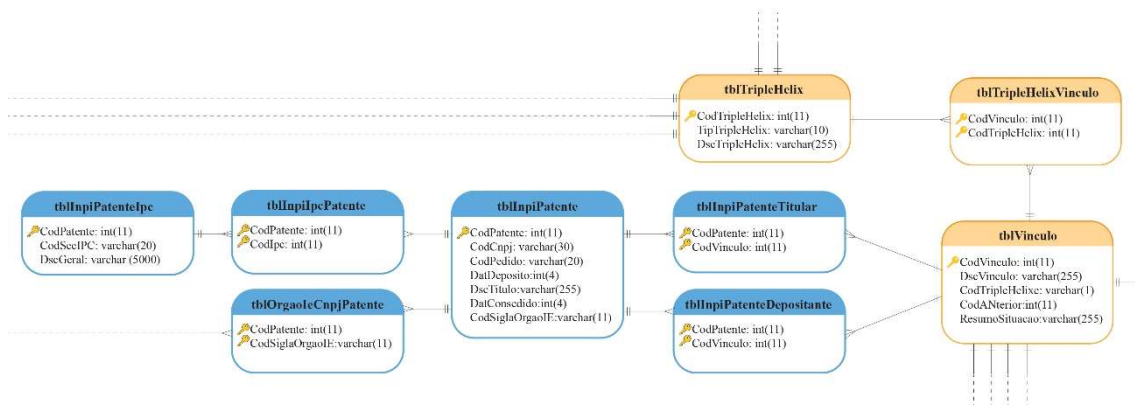 tblTripleHelix
CodTripleHelix: int(11)
TipTripleHelix: varchar(10)
DscTripleHelix: varchar(255)
tblTripleHelixVinculo
CodVinculo: int(11)
CodTripleHelix: int(11)
tblInpiPatenteIpc
CodPatente: int(11)
CodSecIPC: varchar(20)
DscGeral: varchar (5000)
tblInpiIpcPatente
CodPatente: int(11)
CodIpc: int(11)
tblInpiPatente
CodPatente: int(11)
CodCnpj: varchar(30)
CodPedido: varchar(20)
DatDeposito:int(4)
DscTitulo:varchar(255)
DatConsedido:int(4)
CodSiglaOrgaoIE:varchar(11)
tblInpiPatenteTitular
CodPatente: int(11)
CodVinculo: int(11)
tblVinculo
CodVinculo: int(11)
DscVinculo: varchar(255)
CodTripleHelixe: varchar(1)
CodANterior:int(11)
ResumoSituacao:varchar(255)
tblOrgaoIeCnpjPatente
CodPatente: int(11)
CodSiglaOrgaoIE:varchar(11)
tblInpiPatenteDepositante
CodPatente: int(11)
CodVinculo: int(11)